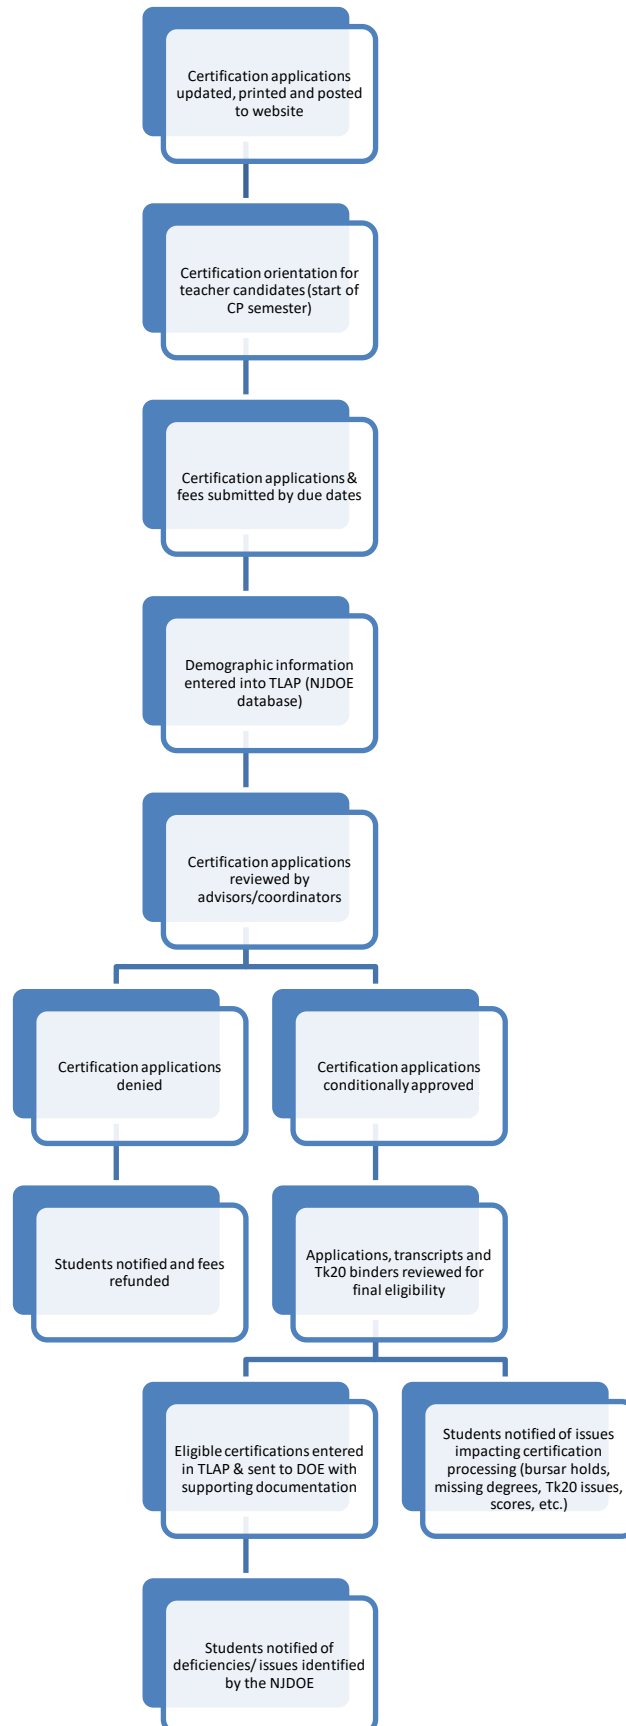 Certification applications
updated, printed and posted
to website
Certification orientation for
teacher candidates (start of
CP semester)
Certification applications &
fees submitted by due dates
Demographic information
entered into TLAP (NJDOE
database)
Certification applications
reviewed by
advisors/coordinators
Certification applications
denied
Certification applications
conditionally approved
Students notified and fees
refunded
Applications, transcripts and
Tk20 binders reviewed for
final eligibility
Eligible certifications entered
in TLAP & sent to DOE with
supporting documentation
Students notified of issues
impacting certification
processing (bursar holds,
missing degrees, Tk20 issues,
scores, etc.)
Students notified of
deficiencies/ issues identified
by the NJDOE